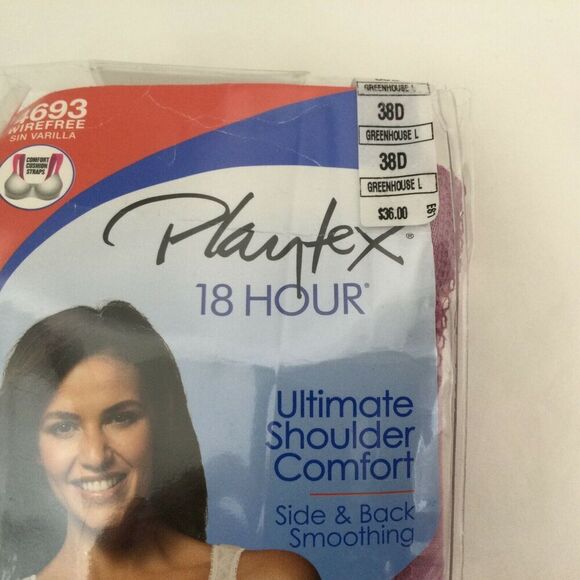 4693
WIREFREE
SIN VARILLA
COMFORT
CUSHION
STRAPS
GREENHOUSE L
38D
GREENHOUSE L
38D
GREENHOUSE L
$36.00
Playtex®
18 HOUR®
Ultimate
Shoulder
Comfort
Side & Back
Smoothing